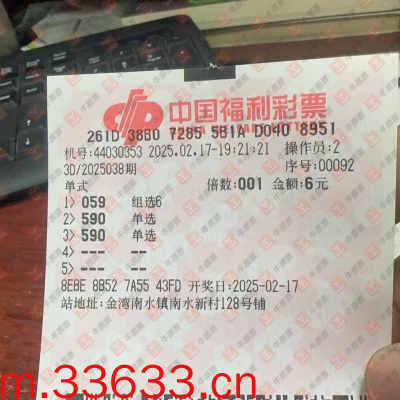 中国福利彩票
261D 38B0 7285 5B1A D040 8951
机号:44030353 2025.02.17-19:21:21 操作员:2
3D/2025038期 序号:00092
单式 倍数:001 金额:6元
1> 059 组选6
2> 590 单选
3> 590 单选
4> --- ---
5> --- ---
8EBE 8B52 7A55 43FD 开奖日:2025-02-17
站地址:金湾南水镇南水新村128号铺
m.33633.cn